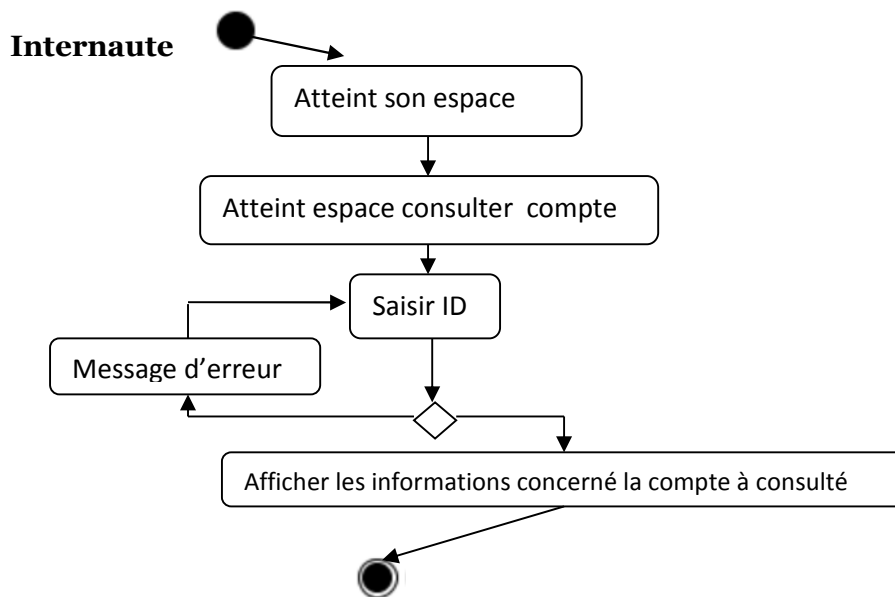 Internaute
Atteint son espace
Atteint espace consulter compte
Saisir ID
Message d'erreur
Afficher les informations concerné la compte à consulté